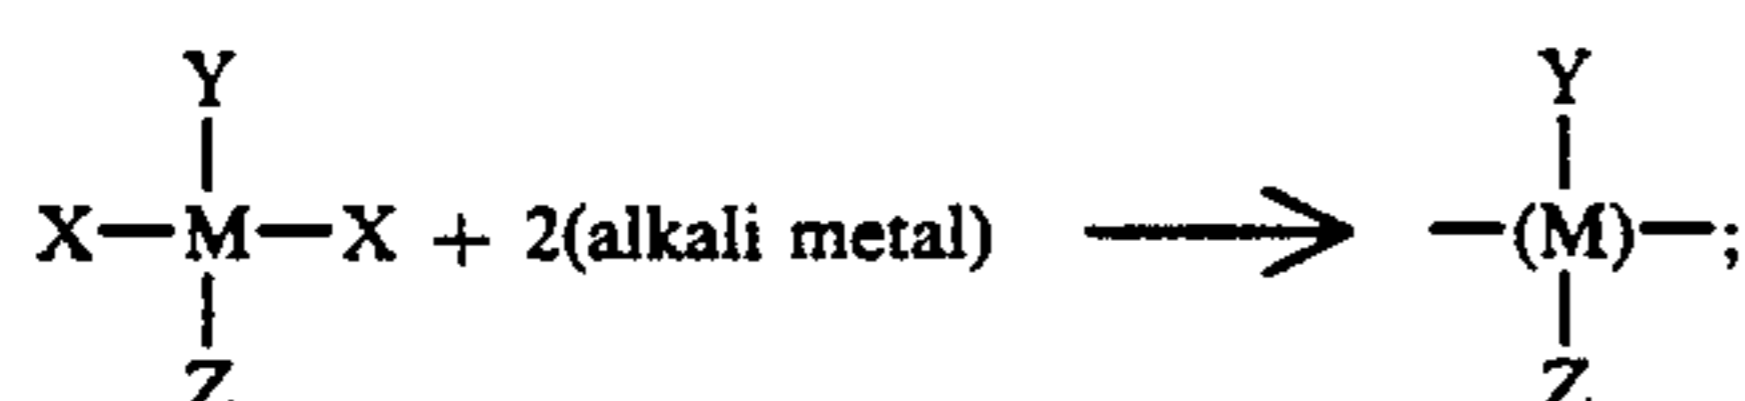 Y Y
X—M—X + 2(alkali metal) ⟶ —(M)—;
Z Z